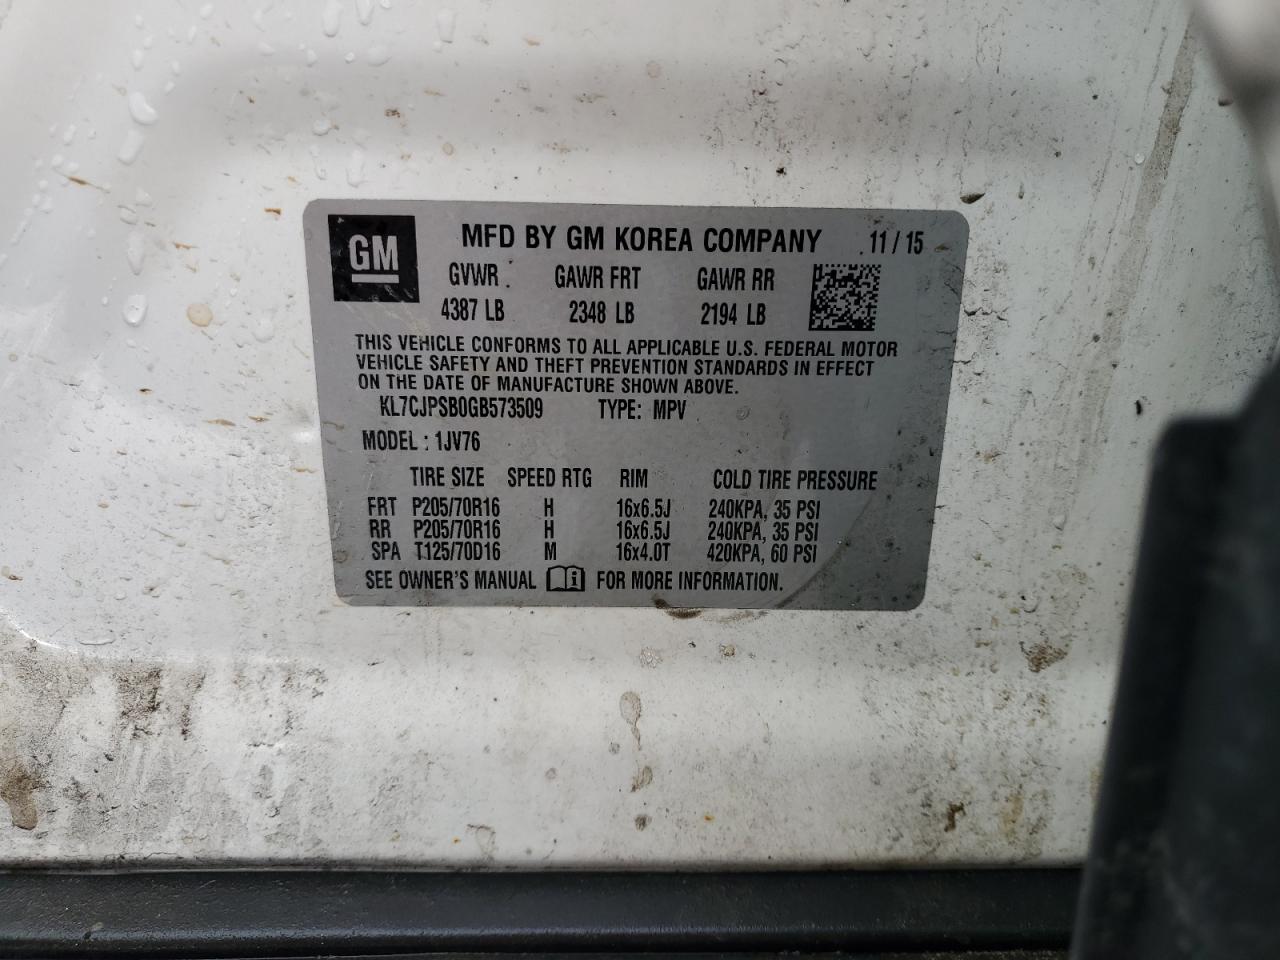 GM
MFD BY GM KOREA COMPANY 11/15
GVWR GAWR FRT GAWR RR
4387 LB 2348 LB 2194 LB
THIS VEHICLE CONFORMS TO ALL APPLICABLE U.S. FEDERAL MOTOR
VEHICLE SAFETY AND THEFT PREVENTION STANDARDS IN EFFECT
ON THE DATE OF MANUFACTURE SHOWN ABOVE.
KL7CJPSB0GB573509 TYPE: MPV
MODEL : 1JV76
TIRE SIZE SPEED RTG RIM COLD TIRE PRESSURE
FRT P205/70R16 H 16x6.5J 240KPA, 35 PSI
RR P205/70R16 H 16x6.5J 240KPA, 35 PSI
SPA T125/70D16 M 16x4.0T 420KPA, 60 PSI
SEE OWNER'S MANUAL i FOR MORE INFORMATION.